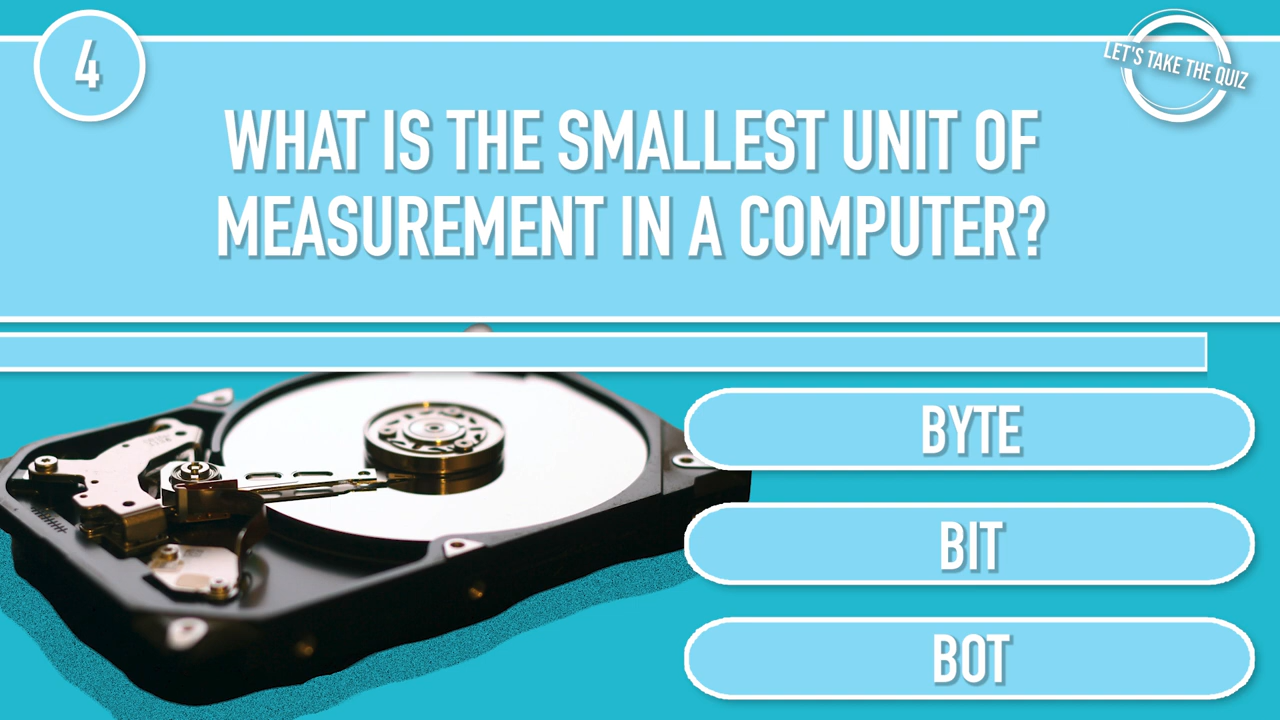 4
LET'S TAKE THE QUIZ
WHAT IS THE SMALLEST UNIT OF
MEASUREMENT IN A COMPUTER?
BYTE
BIT
BOT